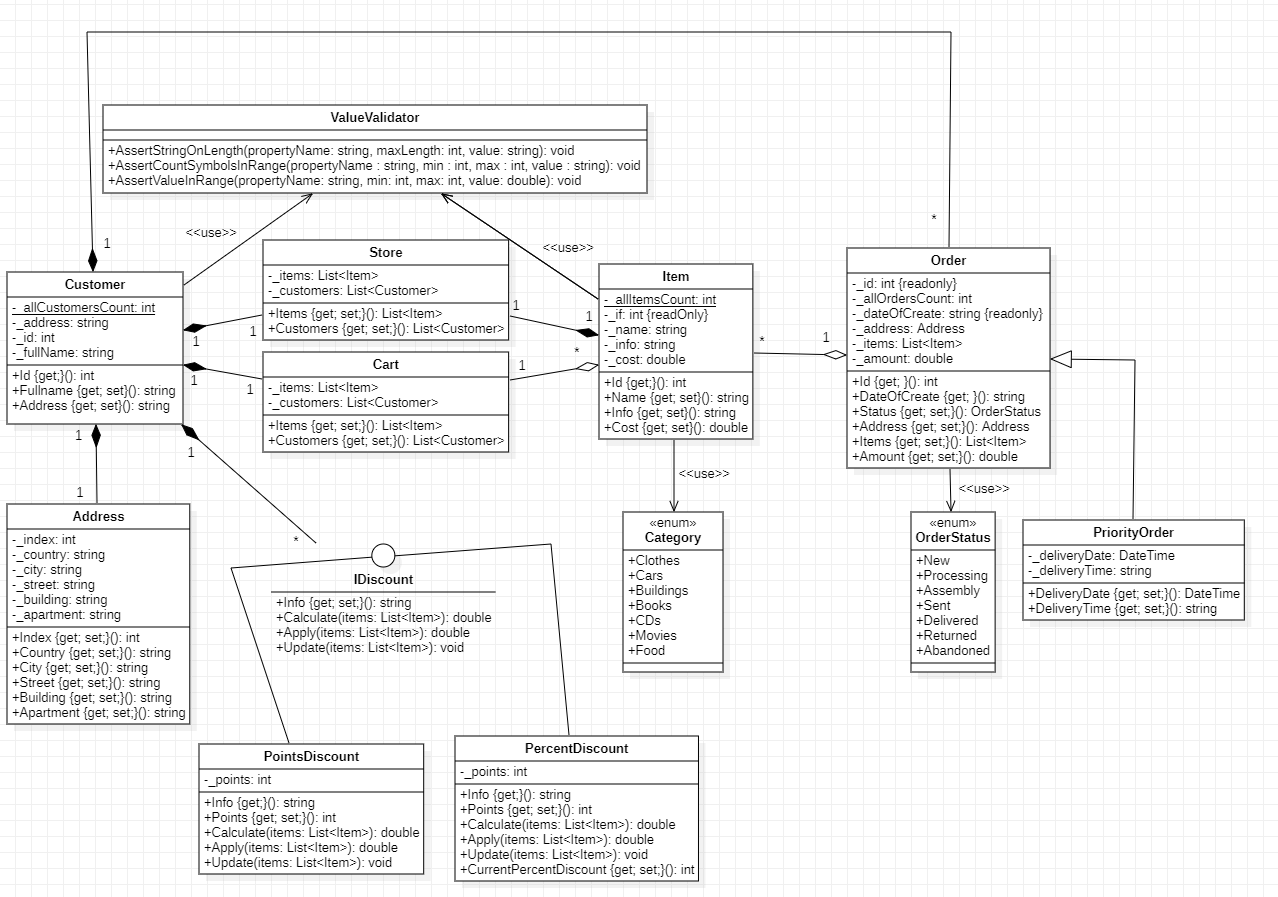 ValueValidator
+AssertStringOnLength(propertyName: string, maxLength: int, value: string): void
+AssertCountSymbolsInRange(propertyName : string, min : int, max : int, value : string): void
+AssertValueInRange(propertyName: string, min: int, max: int, value: double): void
<<use>>
<<use>>
1
*
Customer
-_allCustomersCount: int
-_address: string
-_id: int
-_fullName: string
+Id {get;}(): int
+Fullname {get; set}(): string
+Address {get; set}(): string
Store
-_items: List<Item>
-_customers: List<Customer>
+Items {get; set;}(): List<Item>
+Customers {get; set;}(): List<Customer>
1
1
1
1
Cart
-_items: List<Item>
-_customers: List<Customer>
+Items {get; set;}(): List<Item>
+Customers {get; set;}(): List<Customer>
1
1
1
*
Item
-_allItemsCount: int
-_if: int {readOnly}
-_name: string
-_info: string
-_cost: double
+Id {get;}(): int
+Name {get; set}(): string
+Info {get; set}(): string
+Cost {get; set}(): double
*
1
Order
-_id: int {readonly}
-_allOrdersCount: int
-_dateOfCreate: string {readonly}
-_address: Address
-_items: List<Item>
-_amount: double
+Id {get; }(): int
+DateOfCreate {get; }(): string
+Status {get; set;}(): OrderStatus
+Address {get; set;}(): Address
+Items {get; set;}(): List<Item>
+Amount {get; set;}(): double
1
1
1
*
<<use>>
<<use>>
Address
-_index: int
-_country: string
-_city: string
-_street: string
-_building: string
-_apartment: string
+Index {get; set;}(): int
+Country {get; set;}(): string
+City {get; set;}(): string
+Street {get; set;}(): string
+Building {get; set;}(): string
+Apartment {get; set;}(): string
IDiscount
+Info {get; set;}(): string
+Calculate(items: List<Item>): double
+Apply(items: List<Item>): double
+Update(items: List<Item>): void
«enum»
Category
+Clothes
+Cars
+Buildings
+Books
+CDs
+Movies
+Food
«enum»
OrderStatus
+New
+Processing
+Assembly
+Sent
+Delivered
+Returned
+Abandoned
PriorityOrder
-_deliveryDate: DateTime
-_deliveryTime: string
+DeliveryDate {get; set;}(): DateTime
+DeliveryTime {get; set;}(): string
PointsDiscount
-_points: int
+Info {get;}(): string
+Points {get; set;}(): int
+Calculate(items: List<Item>): double
+Apply(items: List<Item>): double
+Update(items: List<Item>): void
PercentDiscount
-_points: int
+Info {get;}(): string
+Points {get; set;}(): int
+Calculate(items: List<Item>): double
+Apply(items: List<Item>): double
+Update(items: List<Item>): void
+CurrentPercentDiscount {get; set;}(): int